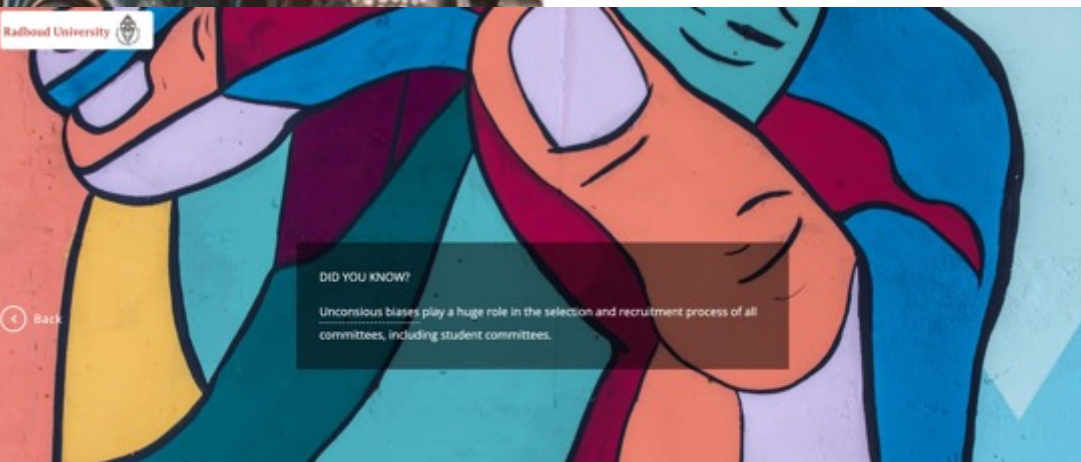 Radboud University
DID YOU KNOW?
Unconscious biases play a huge role in the selection and recruitment process of all
committees, including student committees.
Back